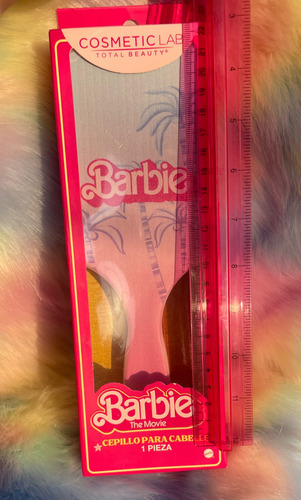 COSMETIC LAB
TOTAL BEAUTY®
Barbie
Barbie
The Movie
CEPILLO PARA CABELLO
1 PIEZA